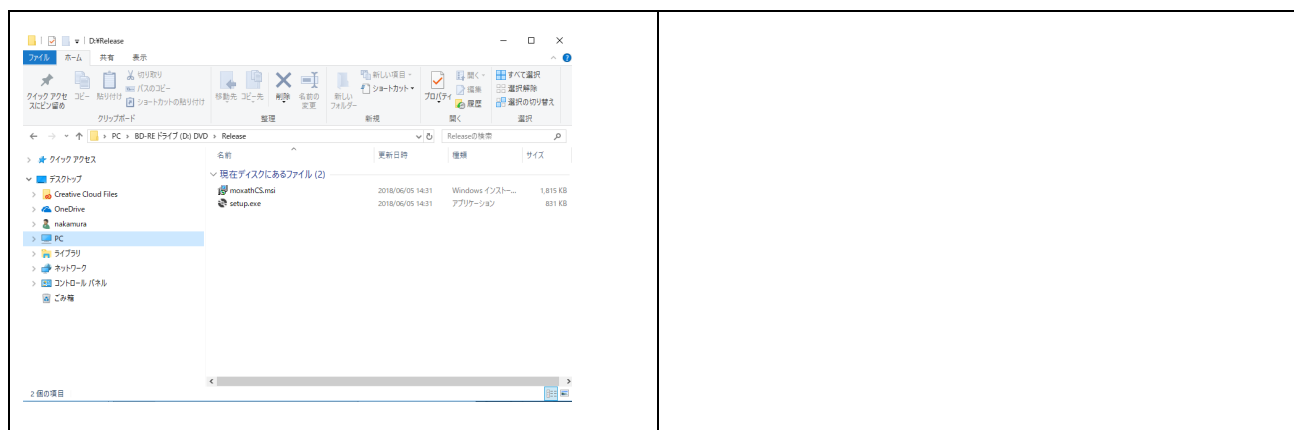 D:¥Release
ファイル ホーム 共有 表示
クイック アクセスにピン留め
コピー
貼り付け
切り取り
パスのコピー
ショートカットの貼り付け
クリップボード
移動先 コピー先 削除 名前の変更
整理
新しいフォルダー
新しい項目
ショートカット
新規
プロパティ
開く
編集
履歴
開く
すべて選択
選択解除
選択の切り替え
選択
PC > BD-RE ドライブ (D:) DVD > Release
Releaseの検索
名前 更新日時 種類 サイズ
現在ディスクにあるファイル (2)
moxathCS.msi 2018/06/05 14:31 Windows インストー... 1,815 KB
setup.exe 2018/06/05 14:31 アプリケーション 831 KB
クイック アクセス
デスクトップ
Creative Cloud Files
OneDrive
nakamura
PC
ライブラリ
ネットワーク
コントロール パネル
ごみ箱
2 個の項目